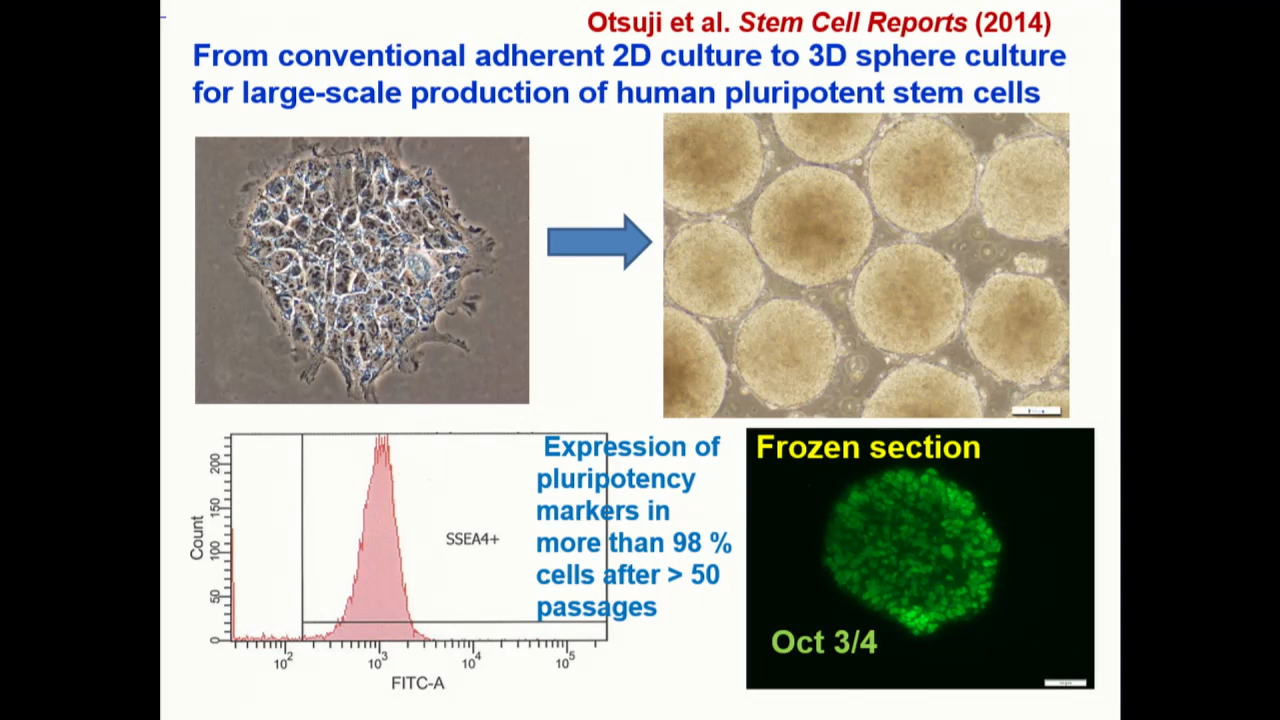 Otsuji et al. Stem Cell Reports (2014)
From conventional adherent 2D culture to 3D sphere culture
for large-scale production of human pluripotent stem cells
Expression of
pluripotency
markers in
more than 98 %
cells after > 50
passages
Count
0
50
100
150
200
SSEA4+
10²
10³
10⁴
10⁵
FITC-A
Frozen section
Oct 3/4